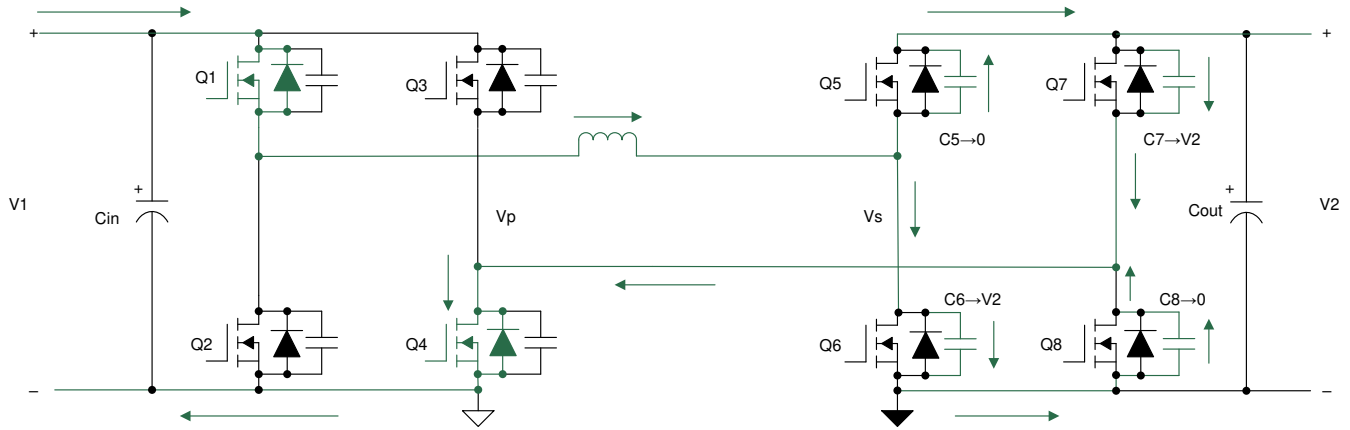 +
+
Q1
Q3
Q5
Q7
C5→0
C7→V2
+
+
V1
Cin
Vp
Vs
Cout
V2
C6→V2
C8→0
Q2
Q4
Q6
Q8
–
–